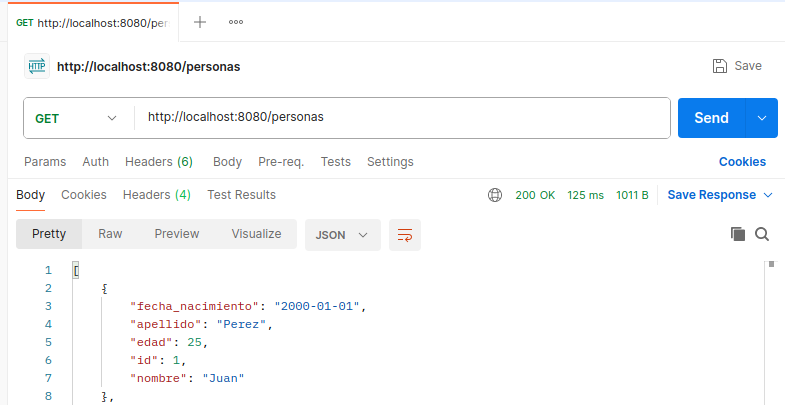 GET http://localhost:8080/per
HTTP http://localhost:8080/personas Save
GET http://localhost:8080/personas Send
Params Auth Headers (6) Body Pre-req. Tests Settings Cookies
Body Cookies Headers (4) Test Results 200 OK 125 ms 1011 B Save Response
Pretty Raw Preview Visualize JSON
1 [
2 {
3 "fecha_nacimiento": "2000-01-01",
4 "apellido": "Perez",
5 "edad": 25,
6 "id": 1,
7 "nombre": "Juan"
8 },